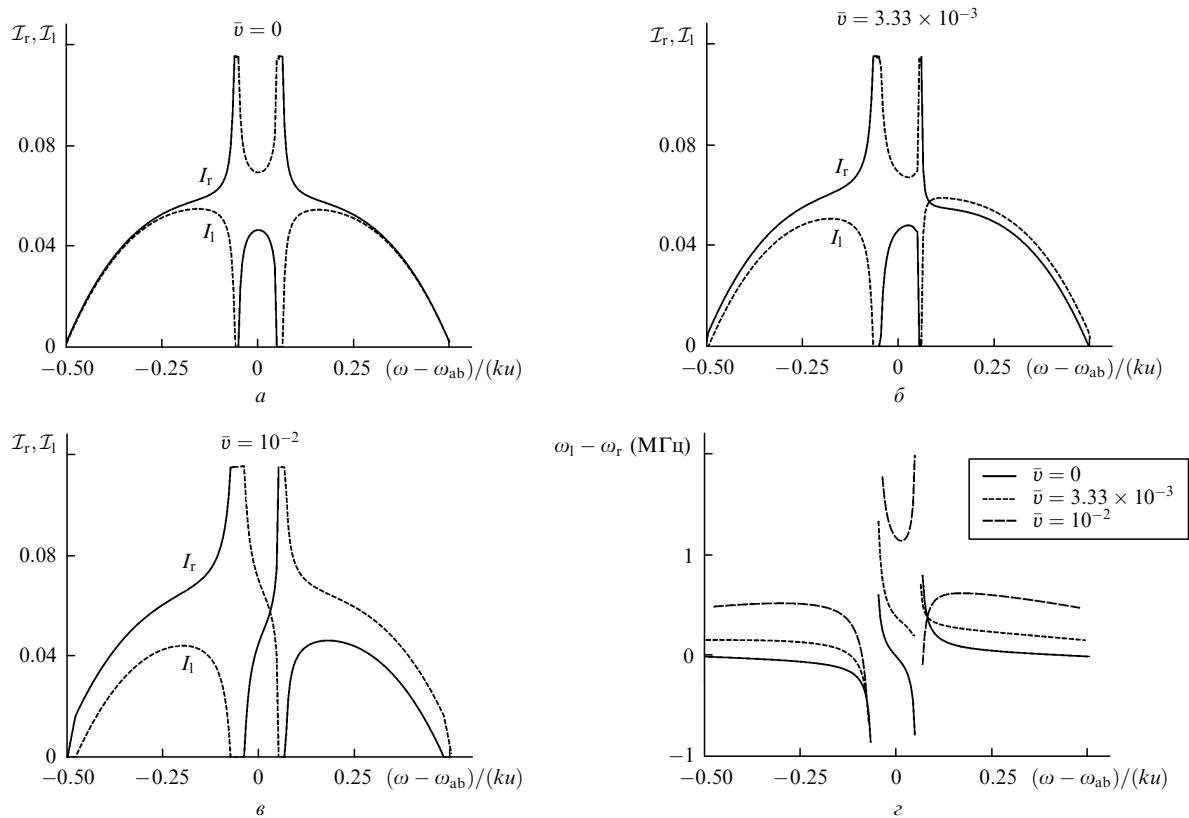 ℐr, ℐl
v̄ = 0
0.08
Ir
0.04
Il
0
−0.50
−0.25
0
0.25
(ω − ωab)/(ku)
а
ℐr, ℐl
v̄ = 3.33 × 10−3
0.08
Ir
0.04
Il
0
−0.50
−0.25
0
0.25
(ω − ωab)/(ku)
б
ℐr, ℐl
v̄ = 10−2
0.08
Ir
0.04
Il
0
−0.50
−0.25
0
0.25
(ω − ωab)/(ku)
в
ωl − ωr (МГц)
v̄ = 0
v̄ = 3.33 × 10−3
v̄ = 10−2
1
0
−1
−0.50
−0.25
0
0.25
(ω − ωab)/(ku)
г